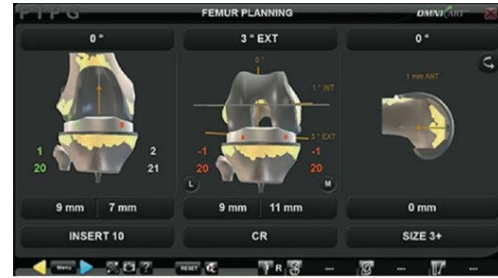 PTPG FEMUR PLANNING OMNIBOT
0° 3° EXT 0°
0°
1° INT
1 mm ANT
3° EXT
1 2 -1 -1
20 21 20 20
L M
9 mm 7 mm 9 mm 11 mm 0 mm
INSERT 10 CR SIZE 3+
Menu ? RESET R --- --- ---